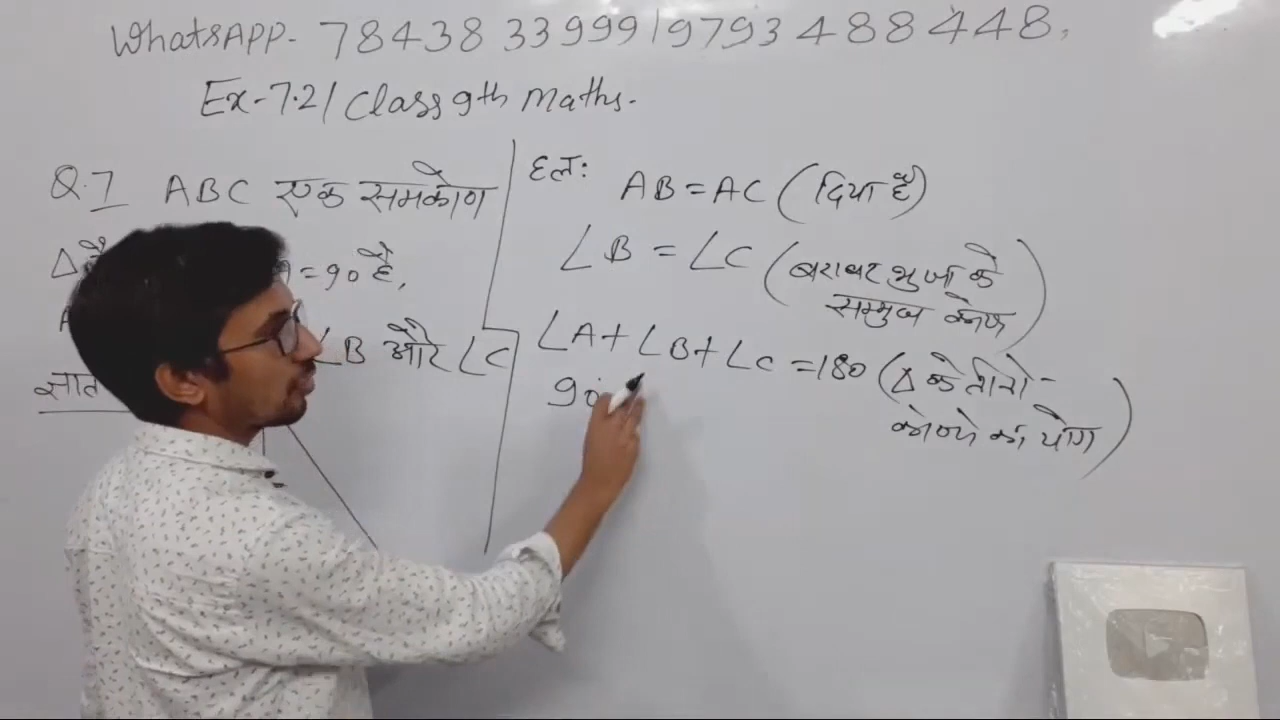 WhatsAPP- 7843833999/9793488448,
Ex-7.2/ Class 9th Maths.
Q.7 ABC एक समकोण
Δ है =90 है,
∠B और ∠C
ज्ञात
हल:
AB = AC (दिया है)
∠B = ∠C (बराबर भुजा के
सम्मुख कोण)
∠A+∠B+∠C =180 (Δ के तीनो-
कोणो का योग)
90